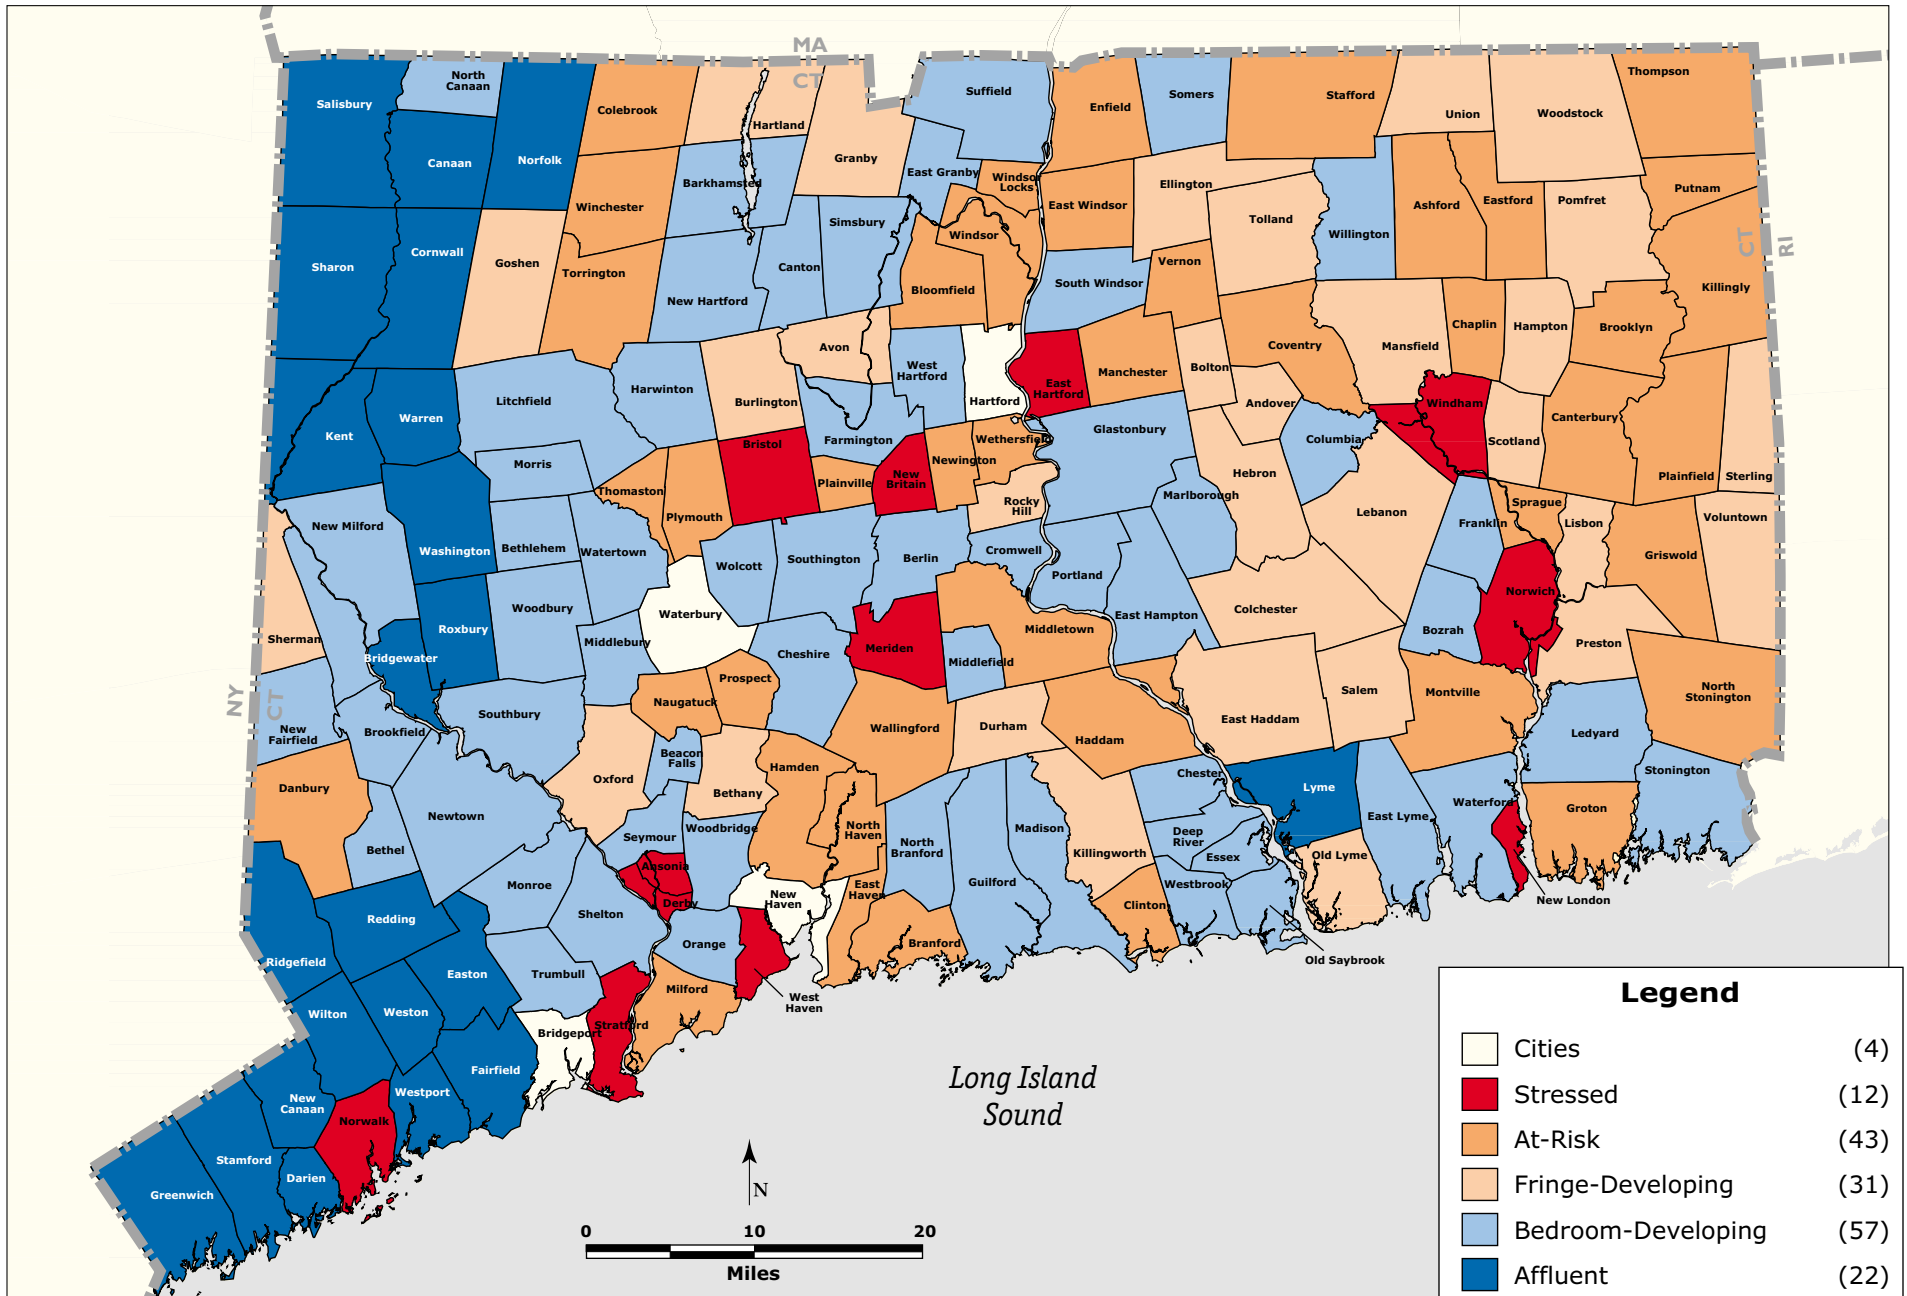 MA
CT
North
Canaan
Salisbury
Canaan
Norfolk
Colebrook
Hartland
Granby
Suffield
Enfield
Somers
Stafford
Union
Woodstock
Thompson
Barkhamsted
East Granby
Windsor
Locks
East Windsor
Ellington
Tolland
Willington
Ashford
Eastford
Pomfret
Putnam
Winchester
Simsbury
Windsor
Sharon
Cornwall
Goshen
Torrington
New Hartford
Canton
Bloomfield
South Windsor
Vernon
Killingly
CT
RI
Avon
West
Hartford
Hartford
East
Hartford
Manchester
Bolton
Coventry
Mansfield
Chaplin
Hampton
Brooklyn
Kent
Warren
Litchfield
Harwinton
Burlington
Bristol
Farmington
Wethersfield
Glastonbury
Andover
Columbia
Windham
Scotland
Canterbury
Plainfield
Sterling
Morris
Thomaston
Plymouth
Plainville
New
Britain
Newington
Rocky
Hill
Marlborough
Hebron
Lebanon
Franklin
Sprague
Lisbon
Griswold
Voluntown
New Milford
Washington
Bethlehem
Watertown
Wolcott
Southington
Berlin
Cromwell
Portland
East Hampton
Colchester
Bozrah
Norwich
Preston
Sherman
Bridgewater
Roxbury
Woodbury
Middlebury
Waterbury
Cheshire
Meriden
Middlefield
Middletown
NY
CT
New
Fairfield
Brookfield
Southbury
Naugatuck
Prospect
Wallingford
Durham
Haddam
East Haddam
Salem
Montville
Ledyard
North
Stonington
Stonington
Danbury
Bethel
Newtown
Oxford
Beacon
Falls
Bethany
Hamden
North
Haven
North
Branford
Guilford
Madison
Killingworth
Chester
Deep
River
Essex
Westbrook
Lyme
Old Lyme
East Lyme
Waterford
Groton
New London
Old Saybrook
Seymour
Woodbridge
Ansonia
Derby
New
Haven
East
Haven
Branford
Clinton
Ridgefield
Redding
Monroe
Shelton
Orange
West
Haven
Milford
Easton
Trumbull
Wilton
Weston
Bridgeport
Stratford
Fairfield
Westport
New
Canaan
Norwalk
Darien
Stamford
Greenwich
Long Island
Sound
N
0 10 20
Miles
Legend
Cities (4)
Stressed (12)
At-Risk (43)
Fringe-Developing (31)
Bedroom-Developing (57)
Affluent (22)